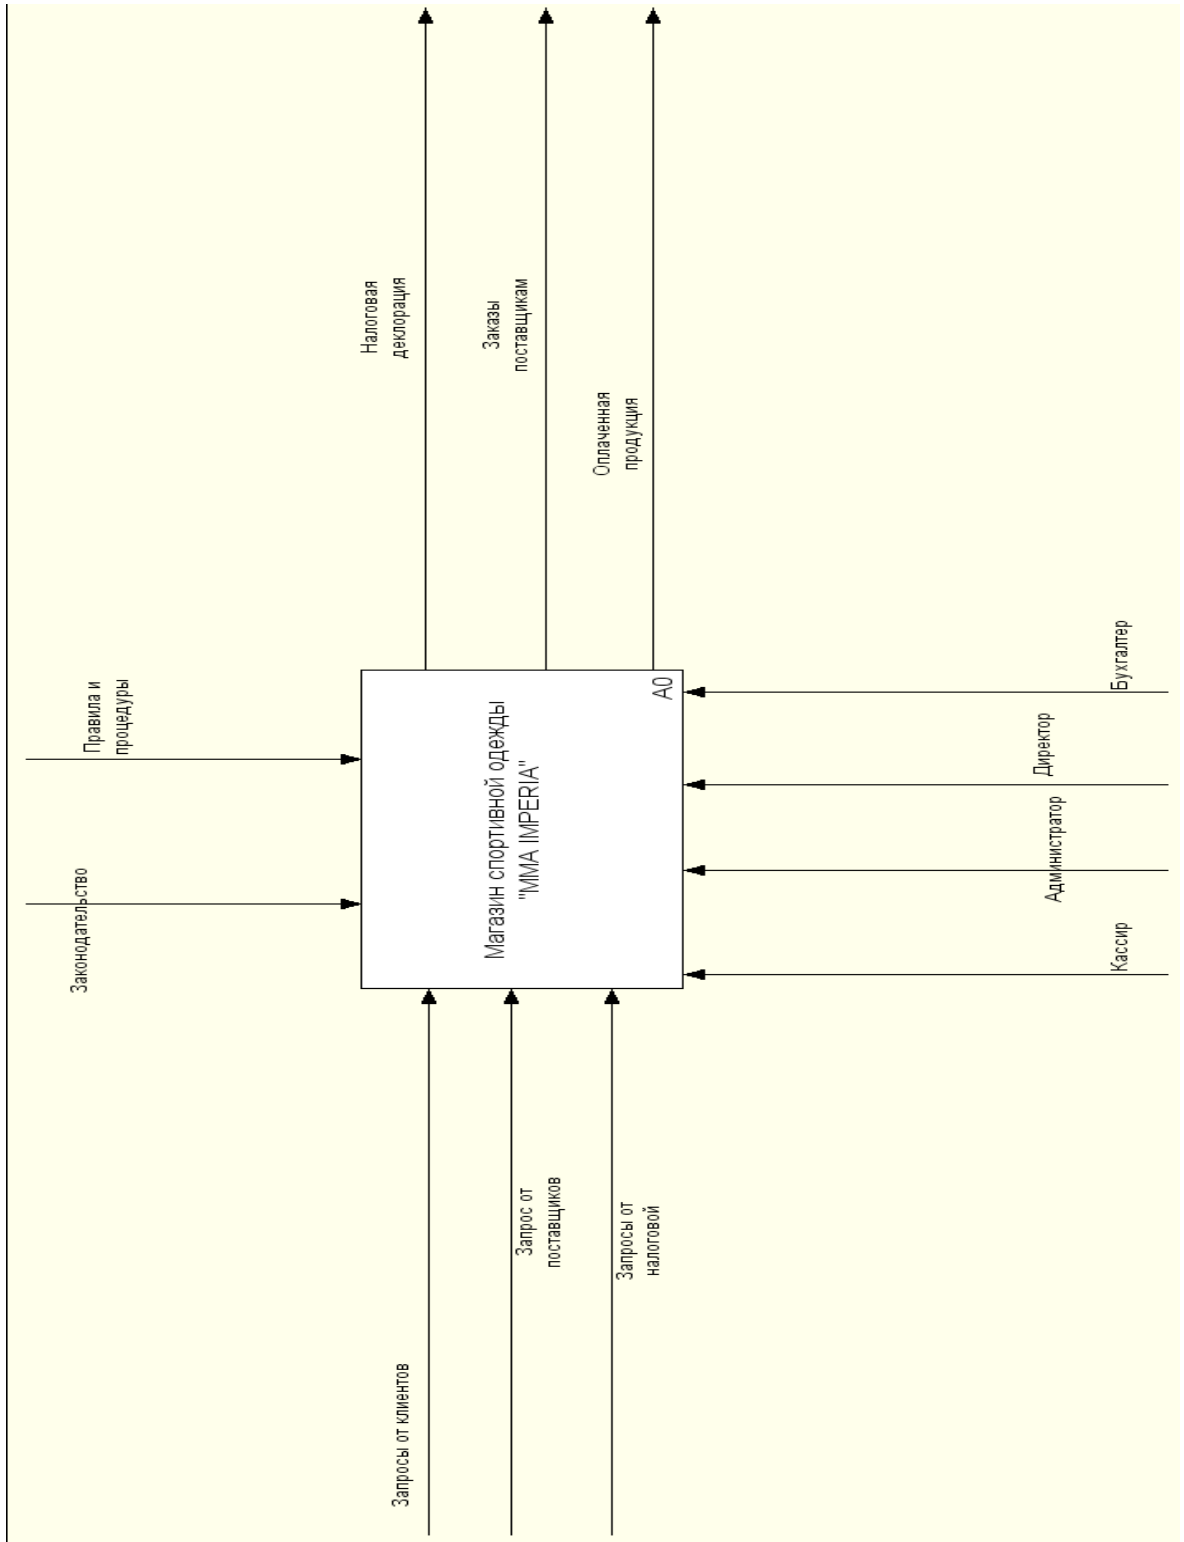 Законодательство
Правила и
процедуры
Запросы от клиентов
Запрос от
поставщиков
Запросы от
налоговой
Магазин спортивной одежды
"MMA IMPERIA"
A0
Налоговая
деклорация
Заказы
поставщикам
Оплаченная
продукция
Кассир
Администратор
Директор
Бухгалтер